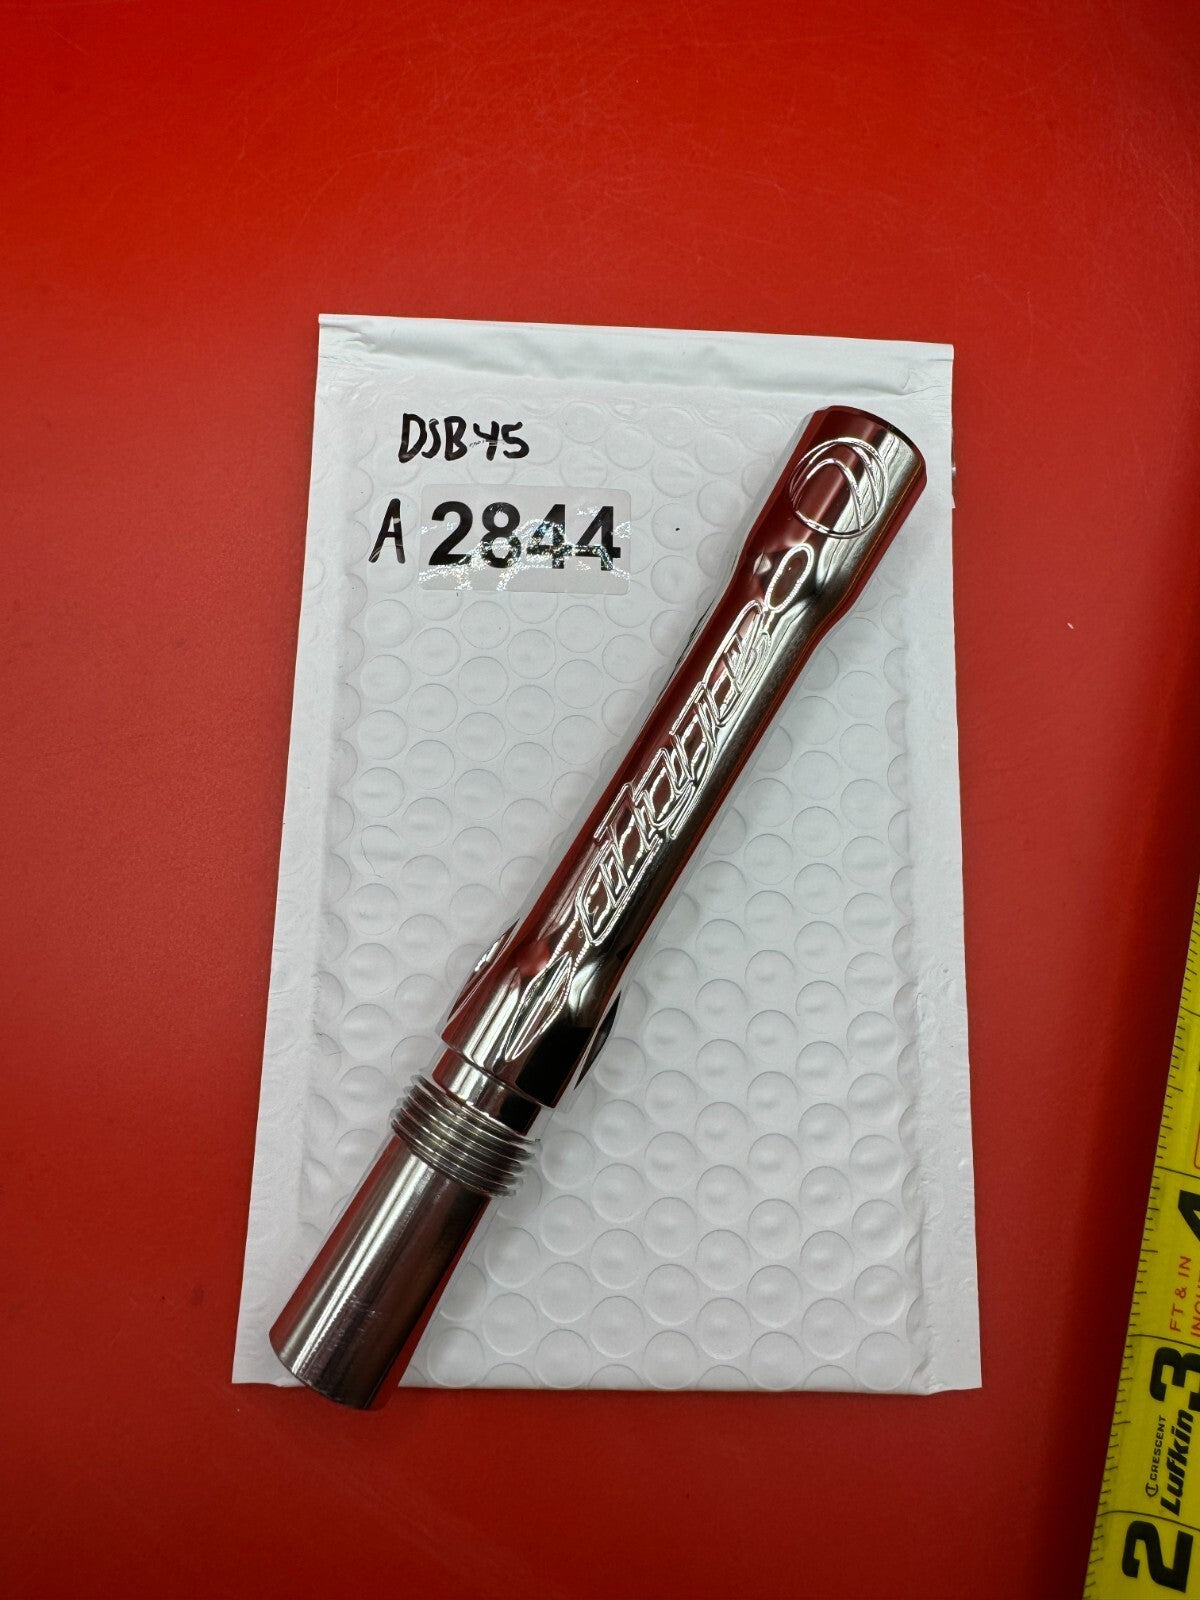 DSB45
A 2844
2 3 4
CRESCENT
Lufkin
FT & IN